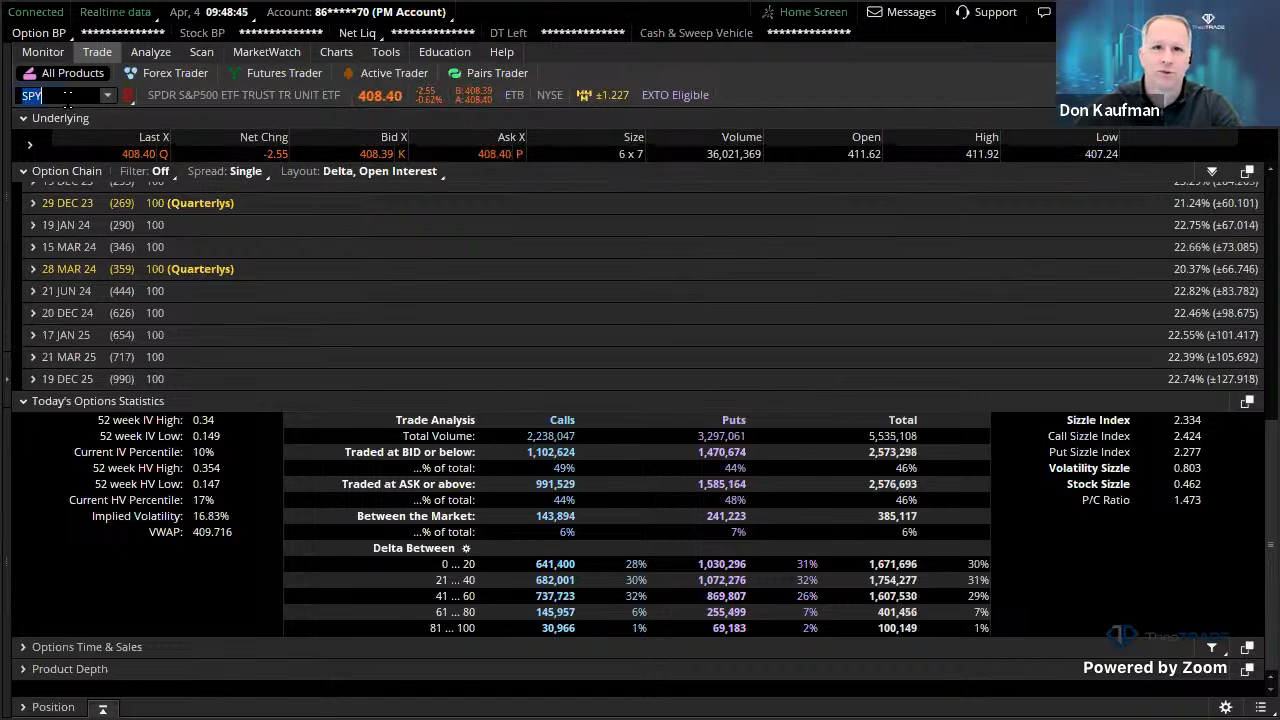 Connected Realtime data Apr, 4 09:48:45 Account: 86*****70 (PM Account) Home Screen Messages Support
Option BP ************** Stock BP ************** Net Liq ************** DT Left ************** Cash & Sweep Vehicle **************
Monitor Trade Analyze Scan MarketWatch Charts Tools Education Help
All Products Forex Trader Futures Trader Active Trader Pairs Trader
SPY SPDR S&P500 ETF TRUST TR UNIT ETF 408.40 -2.55 -0.62% B: 408.39 A: 408.40 ETB NYSE ±1.227 EXTO Eligible
TheoTRADE
Don Kaufman
Underlying
Last X Net Chng Bid X Ask X Size Volume Open High Low
408.40 Q -2.55 408.39 K 408.40 P 6 x 7 36,021,369 411.62 411.92 407.24
Option Chain Filter: Off Spread: Single Layout: Delta, Open Interest
29 DEC 23 (269) 100 (Quarterlys) 21.24% (±60.101)
19 JAN 24 (290) 100 22.75% (±67.014)
15 MAR 24 (346) 100 22.66% (±73.085)
28 MAR 24 (359) 100 (Quarterlys) 20.37% (±66.746)
21 JUN 24 (444) 100 22.82% (±83.782)
20 DEC 24 (626) 100 22.46% (±98.675)
17 JAN 25 (654) 100 22.55% (±101.417)
21 MAR 25 (717) 100 22.39% (±105.692)
19 DEC 25 (990) 100 22.74% (±127.918)
Today's Options Statistics
52 week IV High: 0.34 Trade Analysis Calls Puts Total Sizzle Index 2.334
52 week IV Low: 0.149 Total Volume: 2,238,047 3,297,061 5,535,108 Call Sizzle Index 2.424
Current IV Percentile: 10% Traded at BID or below: 1,102,624 1,470,674 2,573,298 Put Sizzle Index 2.277
52 week HV High: 0.354 ...% of total: 49% 44% 46% Volatility Sizzle 0.803
52 week HV Low: 0.147 Traded at ASK or above: 991,529 1,585,164 2,576,693 Stock Sizzle 0.462
Current HV Percentile: 17% ...% of total: 44% 48% 46% P/C Ratio 1.473
Implied Volatility: 16.83% Between the Market: 143,894 241,223 385,117
VWAP: 409.716 ...% of total: 6% 7% 6%
Delta Between
0 ... 20 641,400 28% 1,030,296 31% 1,671,696 30%
21 ... 40 682,001 30% 1,072,276 32% 1,754,277 31%
41 ... 60 737,723 32% 869,807 26% 1,607,530 29%
61 ... 80 145,957 6% 255,499 7% 401,456 7%
81 ... 100 30,966 1% 69,183 2% 100,149 1%
TheoTRADE
Options Time & Sales
Product Depth
Powered by Zoom
Position